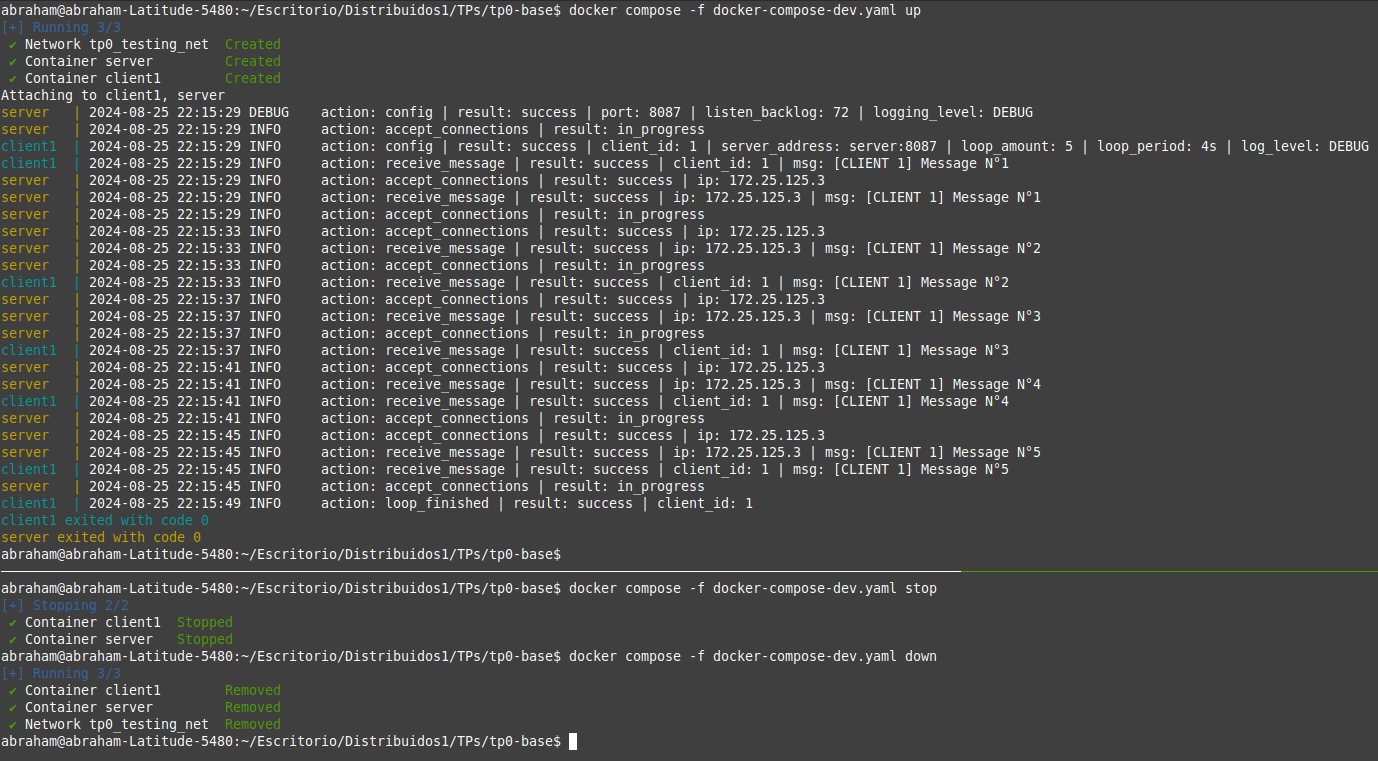 abraham@abraham-Latitude-5480:~/Escritorio/Distribuidos1/TPs/tp0-base$ docker compose -f docker-compose-dev.yaml up
[+] Running 3/3
✔ Network tp0_testing_net  Created
✔ Container server         Created
✔ Container client1        Created
Attaching to client1, server
server   | 2024-08-25 22:15:29 DEBUG    action: config | result: success | port: 8087 | listen_backlog: 72 | logging_level: DEBUG
server   | 2024-08-25 22:15:29 INFO     action: accept_connections | result: in_progress
client1  | 2024-08-25 22:15:29 INFO     action: config | result: success | client_id: 1 | server_address: server:8087 | loop_amount: 5 | loop_period: 4s | log_level: DEBUG
client1  | 2024-08-25 22:15:29 INFO     action: receive_message | result: success | client_id: 1 | msg: [CLIENT 1] Message N°1
server   | 2024-08-25 22:15:29 INFO     action: accept_connections | result: success | ip: 172.25.125.3
server   | 2024-08-25 22:15:29 INFO     action: receive_message | result: success | ip: 172.25.125.3 | msg: [CLIENT 1] Message N°1
server   | 2024-08-25 22:15:29 INFO     action: accept_connections | result: in_progress
server   | 2024-08-25 22:15:33 INFO     action: accept_connections | result: success | ip: 172.25.125.3
server   | 2024-08-25 22:15:33 INFO     action: receive_message | result: success | ip: 172.25.125.3 | msg: [CLIENT 1] Message N°2
server   | 2024-08-25 22:15:33 INFO     action: accept_connections | result: in_progress
client1  | 2024-08-25 22:15:33 INFO     action: receive_message | result: success | client_id: 1 | msg: [CLIENT 1] Message N°2
server   | 2024-08-25 22:15:37 INFO     action: accept_connections | result: success | ip: 172.25.125.3
server   | 2024-08-25 22:15:37 INFO     action: receive_message | result: success | ip: 172.25.125.3 | msg: [CLIENT 1] Message N°3
server   | 2024-08-25 22:15:37 INFO     action: accept_connections | result: in_progress
client1  | 2024-08-25 22:15:37 INFO     action: receive_message | result: success | client_id: 1 | msg: [CLIENT 1] Message N°3
server   | 2024-08-25 22:15:41 INFO     action: accept_connections | result: success | ip: 172.25.125.3
server   | 2024-08-25 22:15:41 INFO     action: receive_message | result: success | ip: 172.25.125.3 | msg: [CLIENT 1] Message N°4
client1  | 2024-08-25 22:15:41 INFO     action: receive_message | result: success | client_id: 1 | msg: [CLIENT 1] Message N°4
server   | 2024-08-25 22:15:41 INFO     action: accept_connections | result: in_progress
server   | 2024-08-25 22:15:45 INFO     action: accept_connections | result: success | ip: 172.25.125.3
server   | 2024-08-25 22:15:45 INFO     action: receive_message | result: success | ip: 172.25.125.3 | msg: [CLIENT 1] Message N°5
client1  | 2024-08-25 22:15:45 INFO     action: receive_message | result: success | client_id: 1 | msg: [CLIENT 1] Message N°5
server   | 2024-08-25 22:15:45 INFO     action: accept_connections | result: in_progress
client1  | 2024-08-25 22:15:49 INFO     action: loop_finished | result: success | client_id: 1
client1 exited with code 0
server exited with code 0
abraham@abraham-Latitude-5480:~/Escritorio/Distribuidos1/TPs/tp0-base$
abraham@abraham-Latitude-5480:~/Escritorio/Distribuidos1/TPs/tp0-base$ docker compose -f docker-compose-dev.yaml stop
[+] Stopping 2/2
✔ Container client1  Stopped
✔ Container server   Stopped
abraham@abraham-Latitude-5480:~/Escritorio/Distribuidos1/TPs/tp0-base$ docker compose -f docker-compose-dev.yaml down
[+] Running 3/3
✔ Container client1        Removed
✔ Container server         Removed
✔ Network tp0_testing_net  Removed
abraham@abraham-Latitude-5480:~/Escritorio/Distribuidos1/TPs/tp0-base$